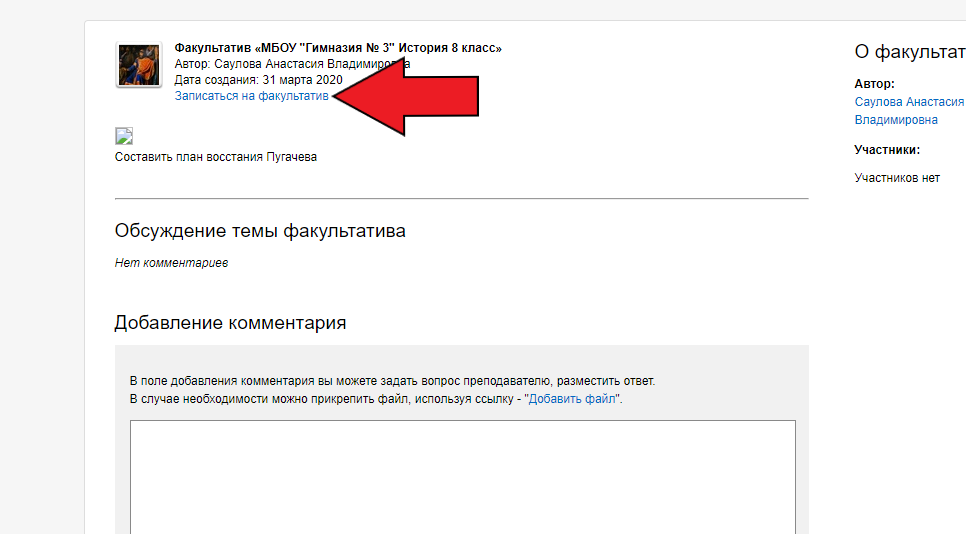 Факультатив «МБОУ "Гимназия № 3" История 8 класс»
Автор: Саулова Анастасия Владимировна
Дата создания: 31 марта 2020
Записаться на факультатив
Составить план восстания Пугачева
Обсуждение темы факультатива
Нет комментариев
Добавление комментария
В поле добавления комментария вы можете задать вопрос преподавателю, разместить ответ.
В случае необходимости можно прикрепить файл, используя ссылку - "Добавить файл".
О факультат
Автор:
Саулова Анастасия
Владимировна
Участники:
Участников нет